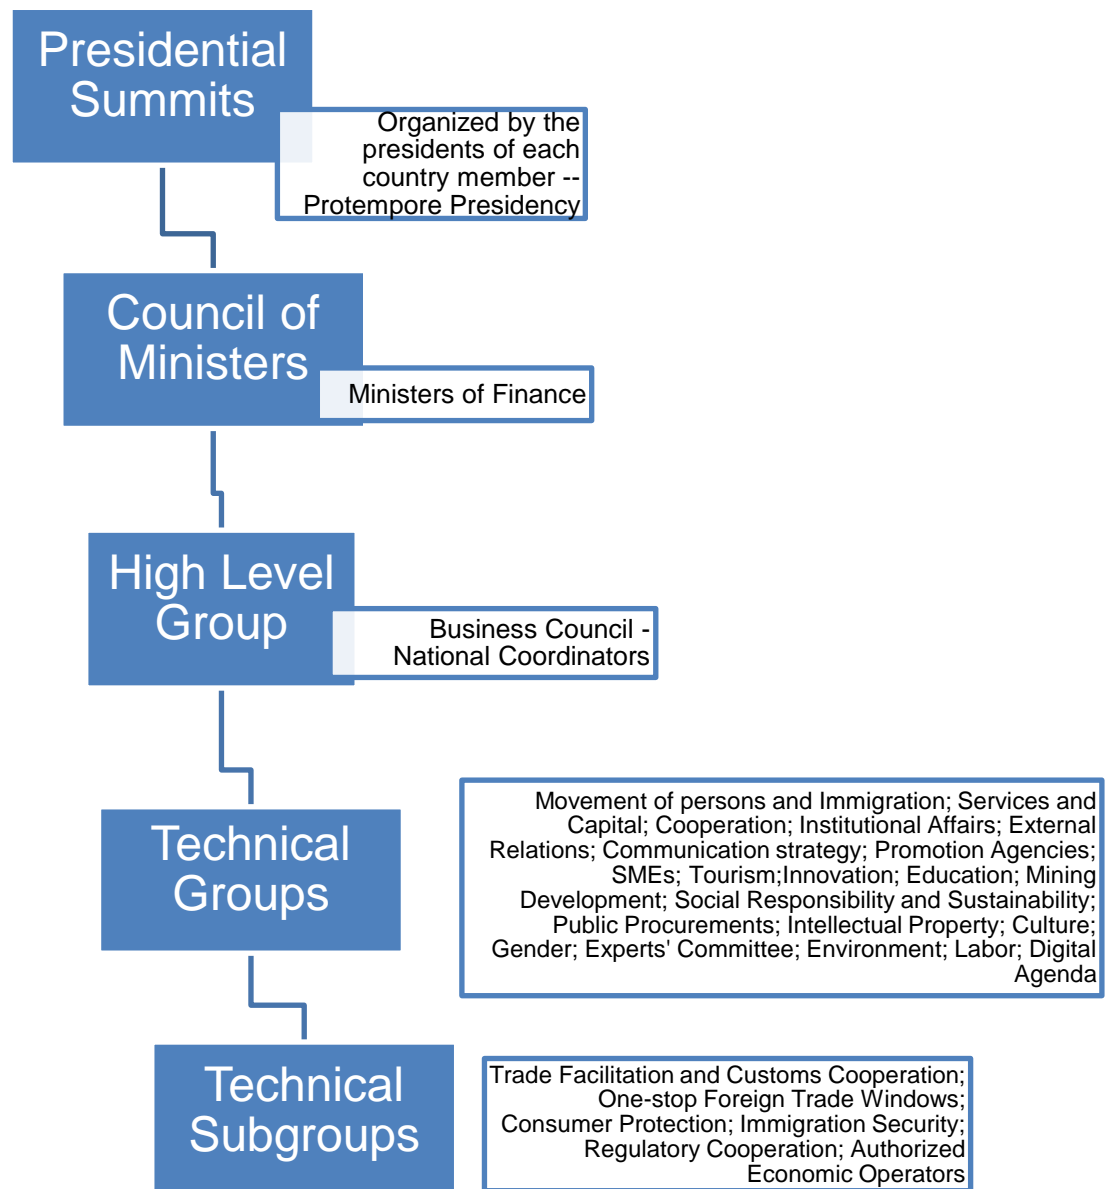 Presidential
Summits
Organized by the
presidents of each
country member --
Protempore Presidency
Council of
Ministers
Ministers of Finance
High Level
Group
Business Council -
National Coordinators
Technical
Groups
Movement of persons and Immigration; Services and
Capital; Cooperation; Institutional Affairs; External
Relations; Communication strategy; Promotion Agencies;
SMEs; Tourism;Innovation; Education; Mining
Development; Social Responsibility and Sustainability;
Public Procurements; Intellectual Property; Culture;
Gender; Experts' Committee; Environment; Labor; Digital
Agenda
Technical
Subgroups
Trade Facilitation and Customs Cooperation;
One-stop Foreign Trade Windows;
Consumer Protection; Immigration Security;
Regulatory Cooperation; Authorized
Economic Operators